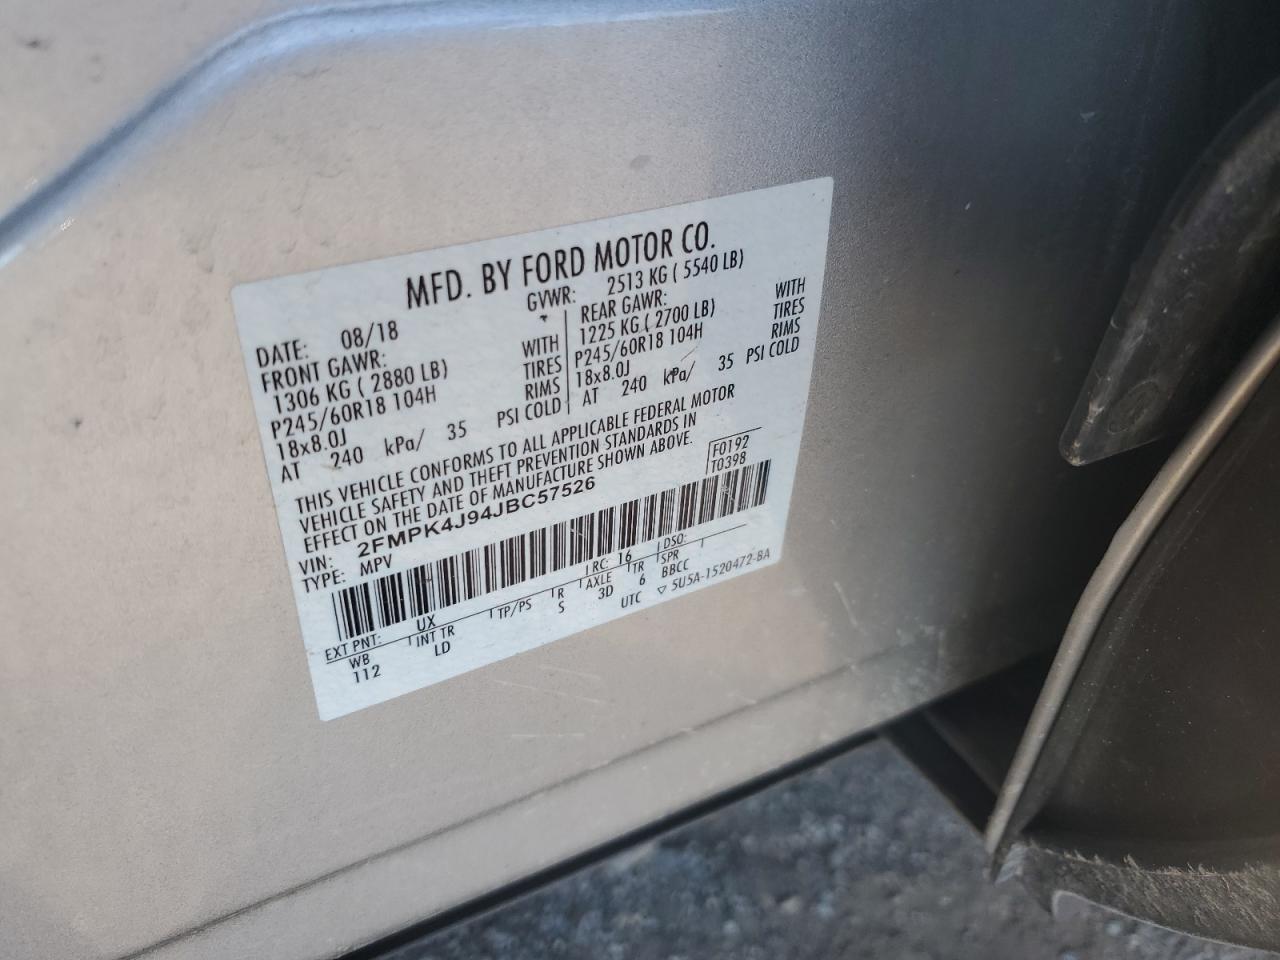 MFD. BY FORD MOTOR CO.
DATE: 08/18 GVWR: 2513 KG ( 5540 LB)
FRONT GAWR: REAR GAWR:
1306 KG ( 2880 LB) WITH 1225 KG ( 2700 LB) WITH
P245/60R18 104H TIRES P245/60R18 104H TIRES
18x8.0J RIMS 18x8.0J RIMS
AT 240 kPa/ 35 PSI COLD AT 240 kPa/ 35 PSI COLD
THIS VEHICLE CONFORMS TO ALL APPLICABLE FEDERAL MOTOR
VEHICLE SAFETY AND THEFT PREVENTION STANDARDS IN
EFFECT ON THE DATE OF MANUFACTURE SHOWN ABOVE.
VIN: 2FMPK4J94JBC57526 F0192
TYPE: MPV T0398
EXT PNT: UX RC: 16 DSO:
WB INT TR TP/PS R AXLE TR SPR
112 LD S 3D 6 BBCC
UTC ▽ 5U5A-1520472-BA